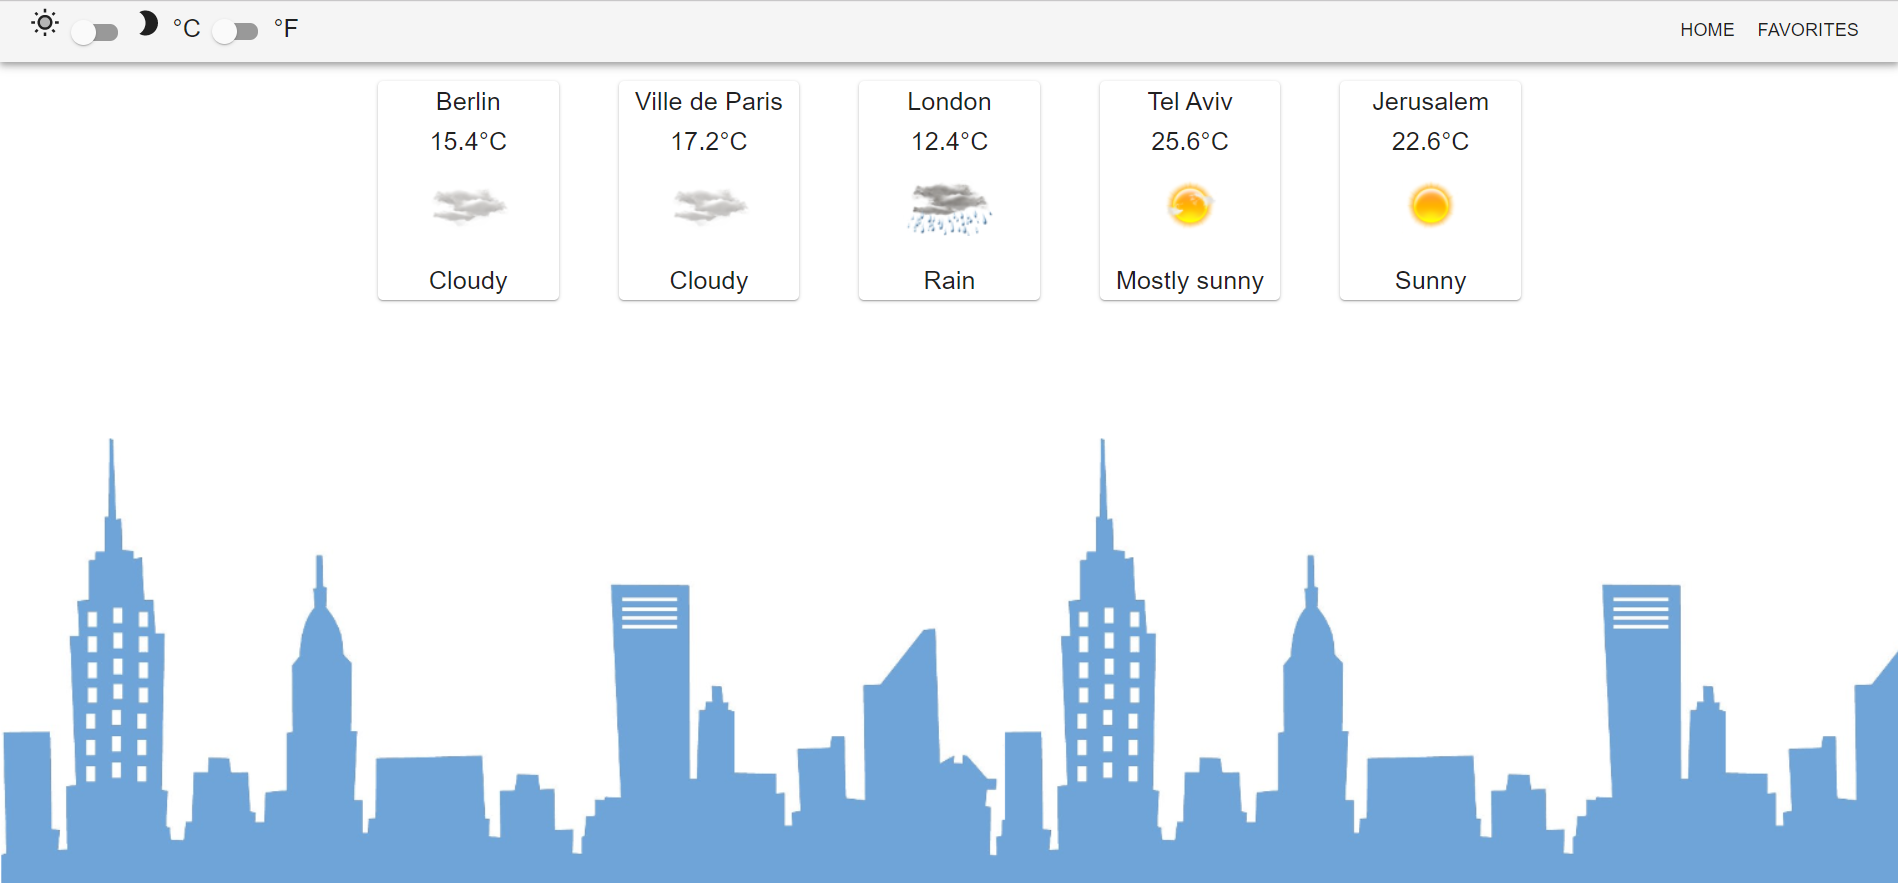 °C °F HOME FAVORITES
Berlin
15.4°C
Cloudy
Ville de Paris
17.2°C
Cloudy
London
12.4°C
Rain
Tel Aviv
25.6°C
Mostly sunny
Jerusalem
22.6°C
Sunny